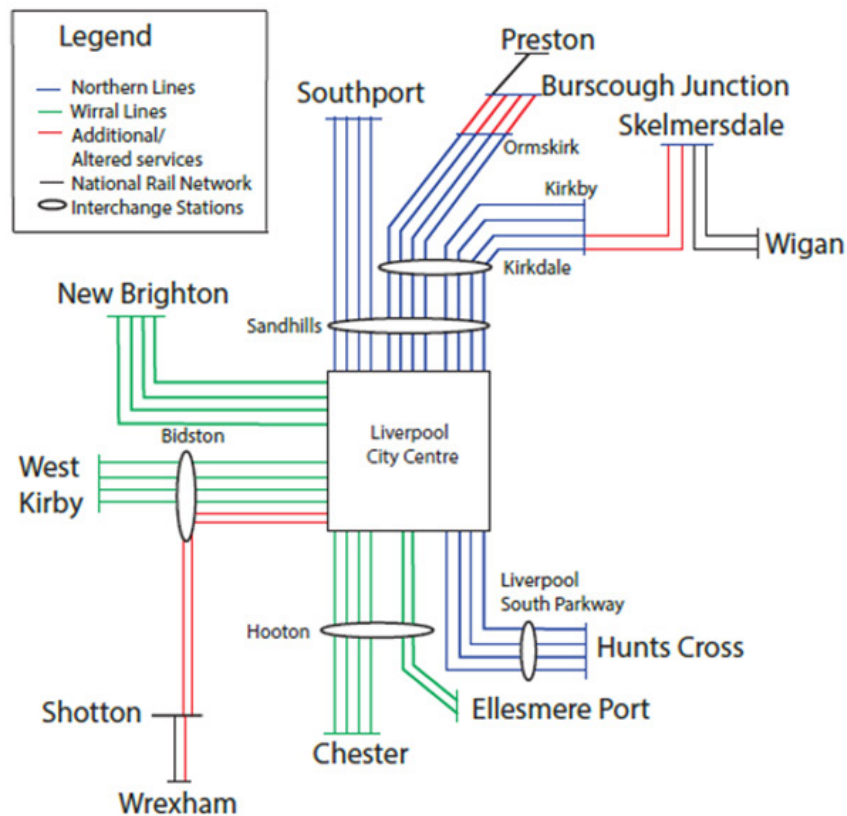 Legend
Northern Lines
Wirral Lines
Additional/
Altered services
National Rail Network
Interchange Stations
Preston
Burscough Junction
Southport
Skelmersdale
Ormskirk
Kirkby
Wigan
Kirkdale
New Brighton
Sandhills
Bidston
Liverpool
City Centre
West
Kirby
Liverpool
South Parkway
Hooton
Hunts Cross
Ellesmere Port
Shotton
Chester
Wrexham